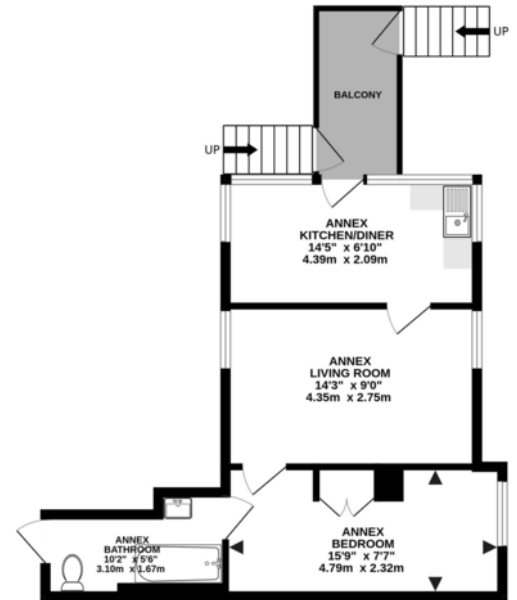 UP
BALCONY
UP
ANNEX
KITCHEN/DINER
14'5" x 6'10"
4.39m x 2.09m
ANNEX
LIVING ROOM
14'3" x 9'0"
4.35m x 2.75m
ANNEX
BATHROOM
10'2" x 5'6"
3.10m x 1.67m
ANNEX
BEDROOM
15'9" x 7'7"
4.79m x 2.32m